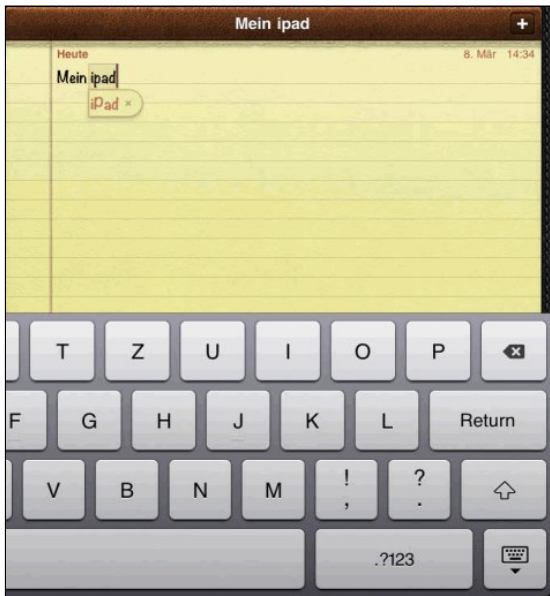 Mein ipad
+
Heute 8. Mär 14:34
Mein ipad
iPad ×
T Z U I O P
F G H J K L Return
V B N M ! , ? .
.?123